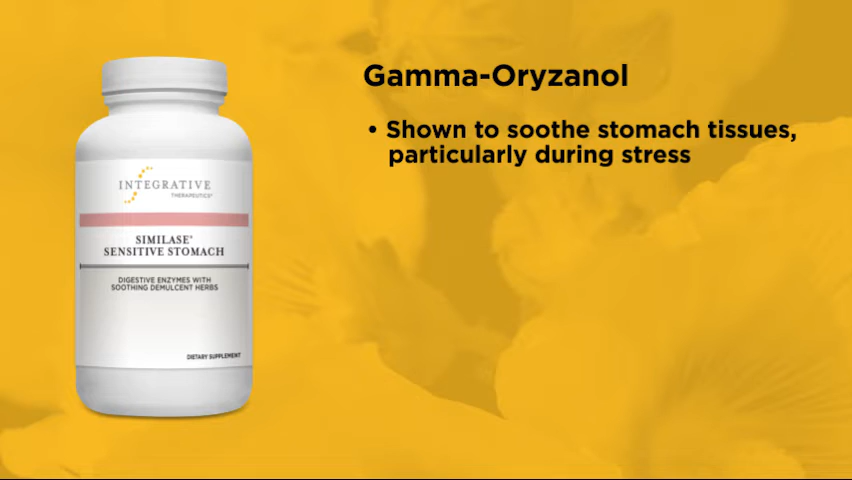 Gamma-Oryzanol
• Shown to soothe stomach tissues,
particularly during stress
INTEGRATIVE
THERAPEUTICS®
SIMILASE®
SENSITIVE STOMACH
DIGESTIVE ENZYMES WITH
SOOTHING DEMULCENT HERBS
DIETARY SUPPLEMENT